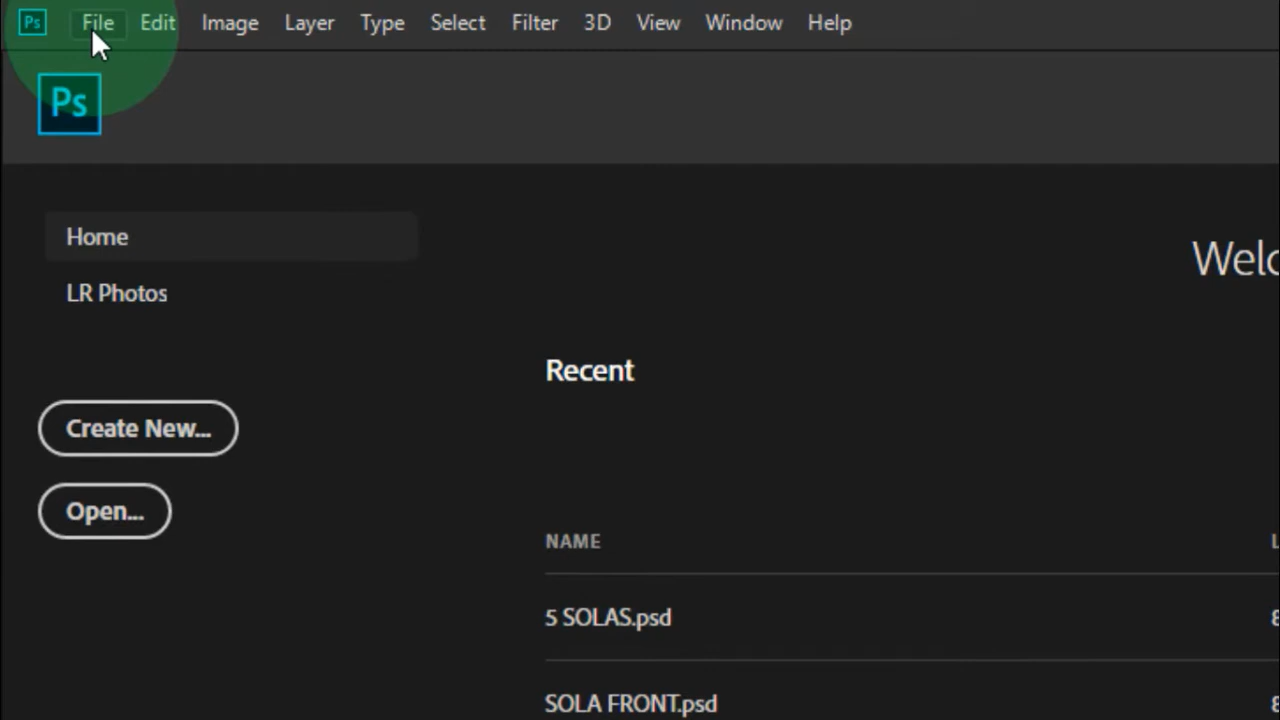 Ps File Edit Image Layer Type Select Filter 3D View Window Help
Ps
Home
LR Photos
Welc
Recent
Create New...
Open...
NAME
5 SOLAS.psd
SOLA FRONT.psd